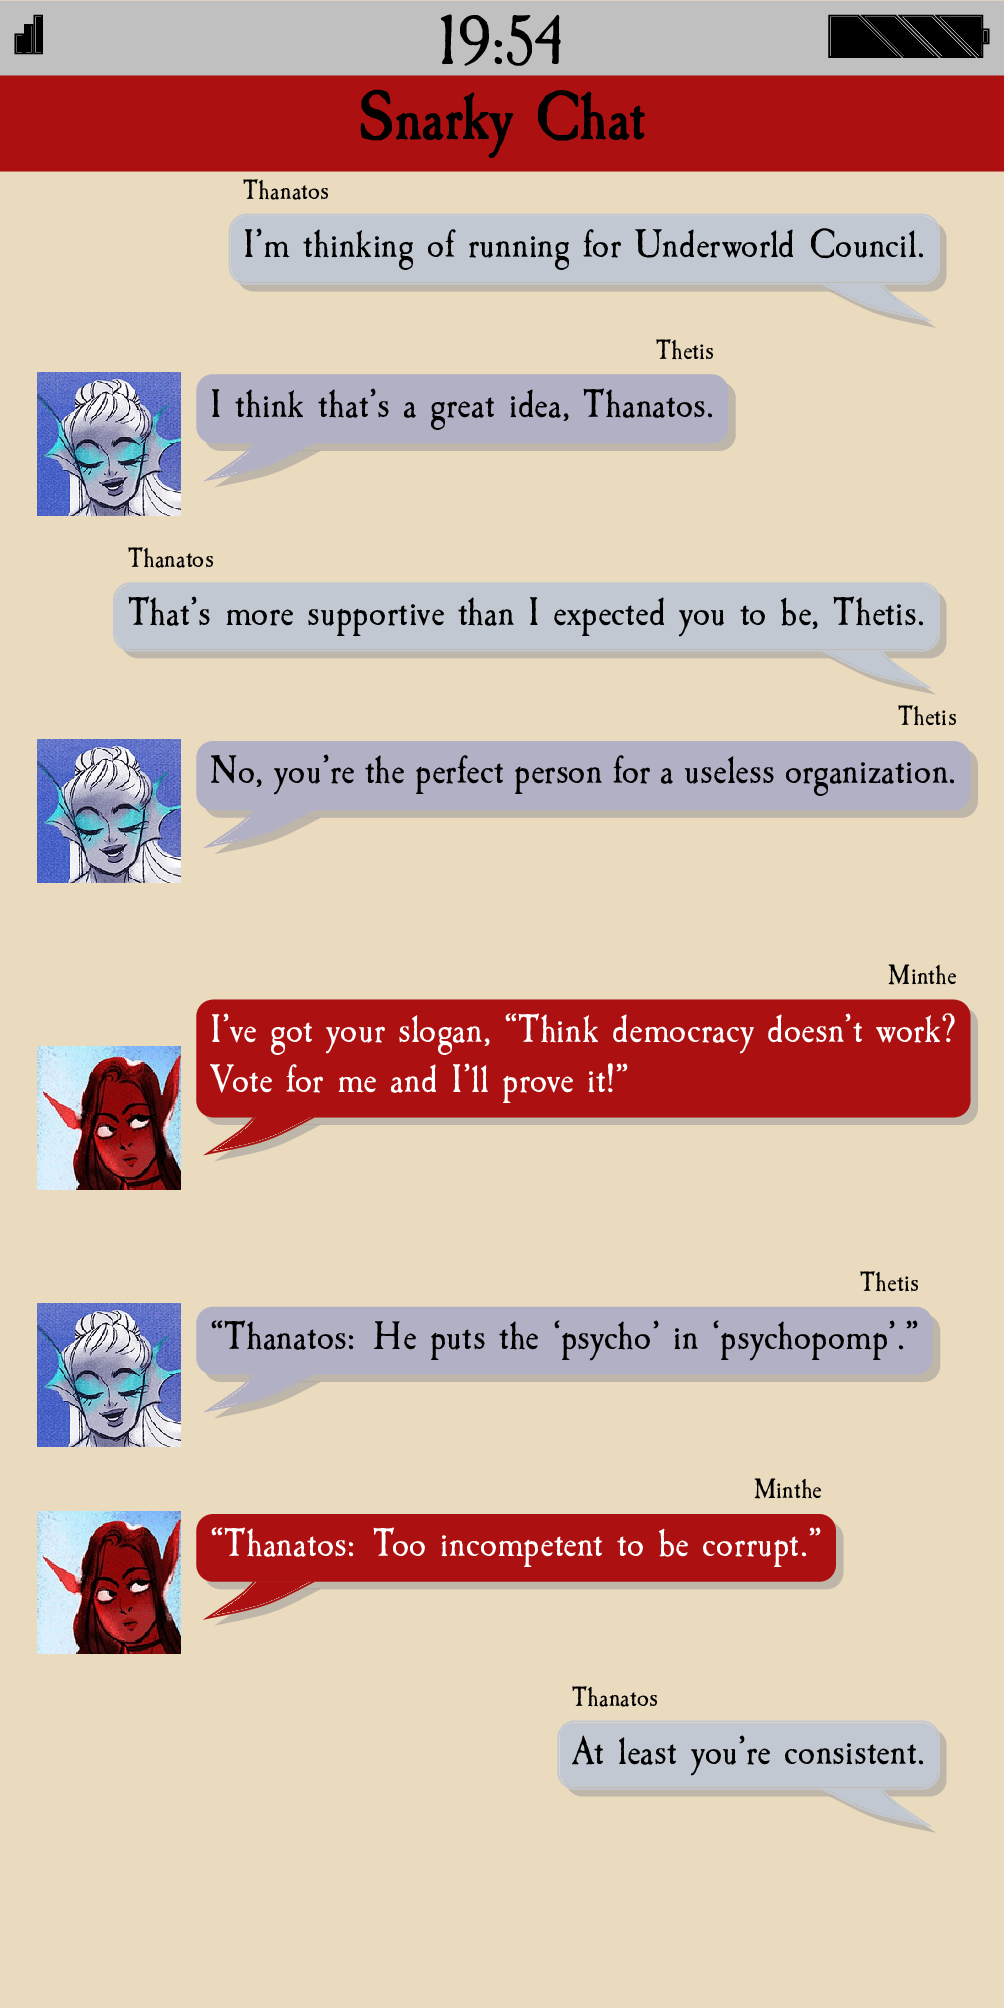 19:54
Snarky Chat
Thanatos
I'm thinking of running for Underworld Council.
Thetis
I think that's a great idea, Thanatos.
Thanatos
That's more supportive than I expected you to be, Thetis.
Thetis
No, you're the perfect person for a useless organization.
Minthe
I've got your slogan, “Think democracy doesn't work?
Vote for me and I'll prove it!”
Thetis
“Thanatos: He puts the ‘psycho’ in ‘psychopomp’.”
Minthe
“Thanatos: Too incompetent to be corrupt.”
Thanatos
At least you're consistent.